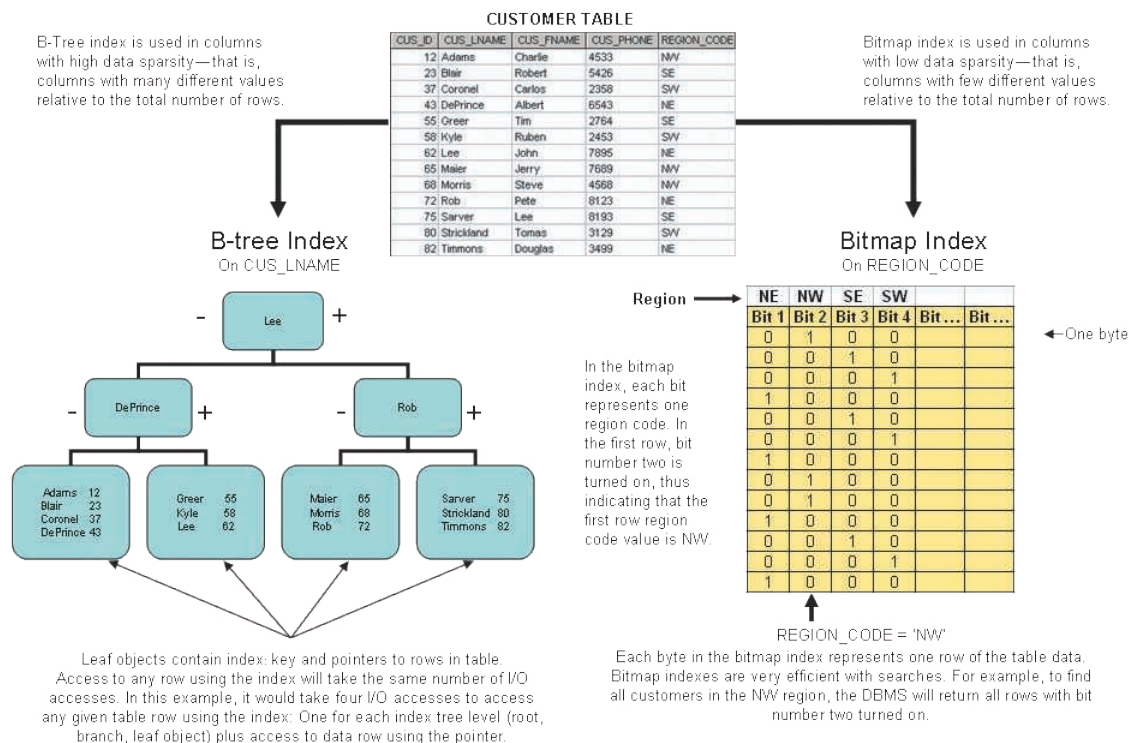 CUSTOMER TABLE
B-Tree index is used in columns
with high data sparsity—that is,
columns with many different values
relative to the total number of rows.
CUS_ID CUS_LNAME CUS_FNAME CUS_PHONE REGION_CODE
12 Adams Charlie 4533 NW
23 Blair Robert 5426 SE
37 Coronel Carlos 2358 SW
43 DePrince Albert 6543 NE
55 Greer Tim 2764 SE
58 Kyle Ruben 2453 SW
62 Lee John 7895 NE
65 Maier Jerry 7689 NW
68 Morris Steve 4568 NW
72 Rob Pete 8123 NE
75 Sarver Lee 8193 SE
80 Strickland Tomas 3129 SW
82 Timmons Douglas 3499 NE
Bitmap index is used in columns
with low data sparsity—that is,
columns with few different values
relative to the total number of rows.
B-tree Index
On CUS_LNAME
- Lee +
- DePrince +
- Rob +
Adams 12
Blair 23
Coronel 37
DePrince 43
Greer 55
Kyle 58
Lee 62
Maier 65
Morris 68
Rob 72
Sarver 75
Strickland 80
Timmons 82
Leaf objects contain index: key and pointers to rows in table.
Access to any row using the index will take the same number of I/O
accesses. In this example, it would take four I/O accesses to access
any given table row using the index: One for each index tree level (root,
branch, leaf object) plus access to data row using the pointer.
Bitmap Index
On REGION_CODE
Region
NE NW SE SW
Bit 1 Bit 2 Bit 3 Bit 4 Bit ... Bit ...
0 1 0 0
0 0 1 0
0 0 0 1
1 0 0 0
0 0 1 0
0 0 0 1
1 0 0 0
0 1 0 0
0 1 0 0
1 0 0 0
0 0 1 0
0 0 0 1
1 0 0 0
One byte
In the bitmap
index, each bit
represents one
region code. In
the first row, bit
number two is
turned on, thus
indicating that the
first row region
code value is NW.
REGION_CODE = 'NW'
Each byte in the bitmap index represents one row of the table data.
Bitmap indexes are very efficient with searches. For example, to find
all customers in the NW region, the DBMS will return all rows with bit
number two turned on.